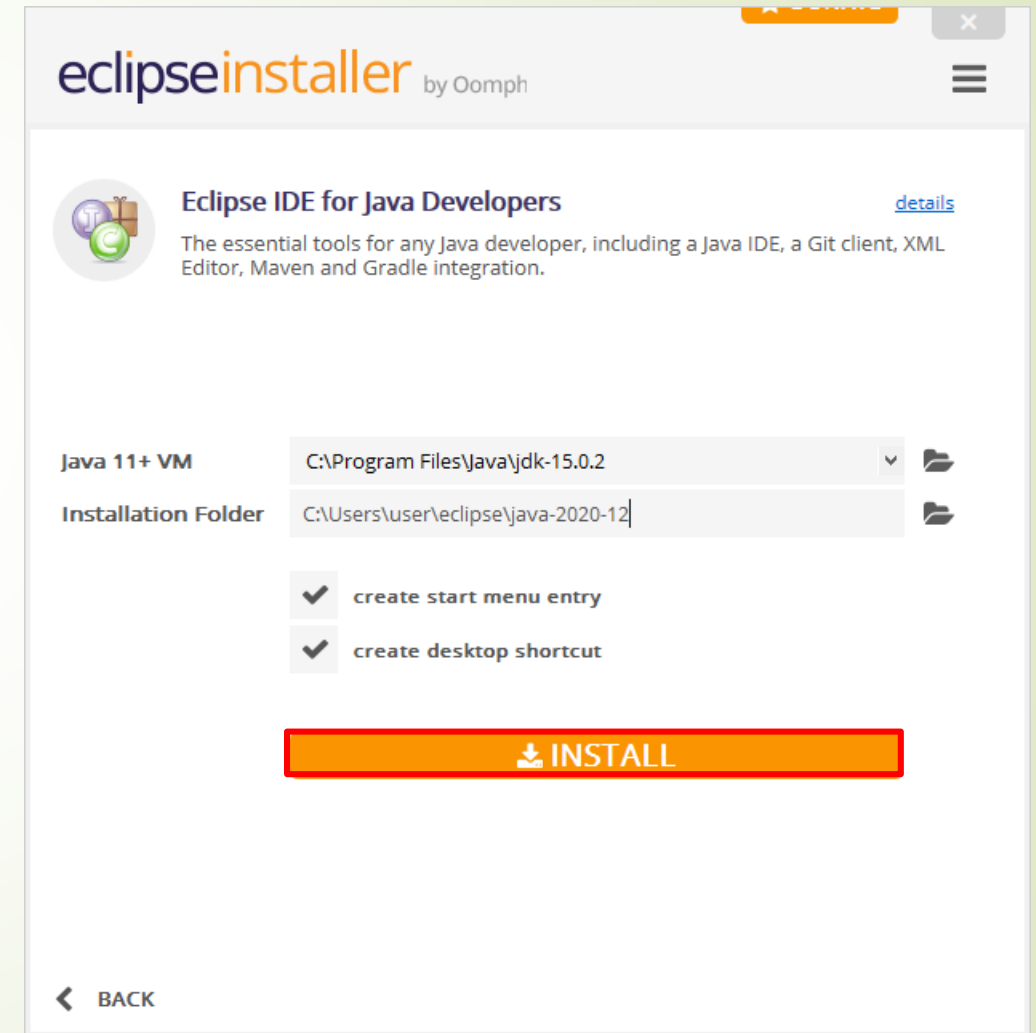 eclipseinstaller by Oomph
Eclipse IDE for Java Developers
details
The essential tools for any Java developer, including a Java IDE, a Git client, XML
Editor, Maven and Gradle integration.
Java 11+ VM
C:\Program Files\Java\jdk-15.0.2
Installation Folder
C:\Users\user\eclipse\java-2020-12
create start menu entry
create desktop shortcut
INSTALL
BACK